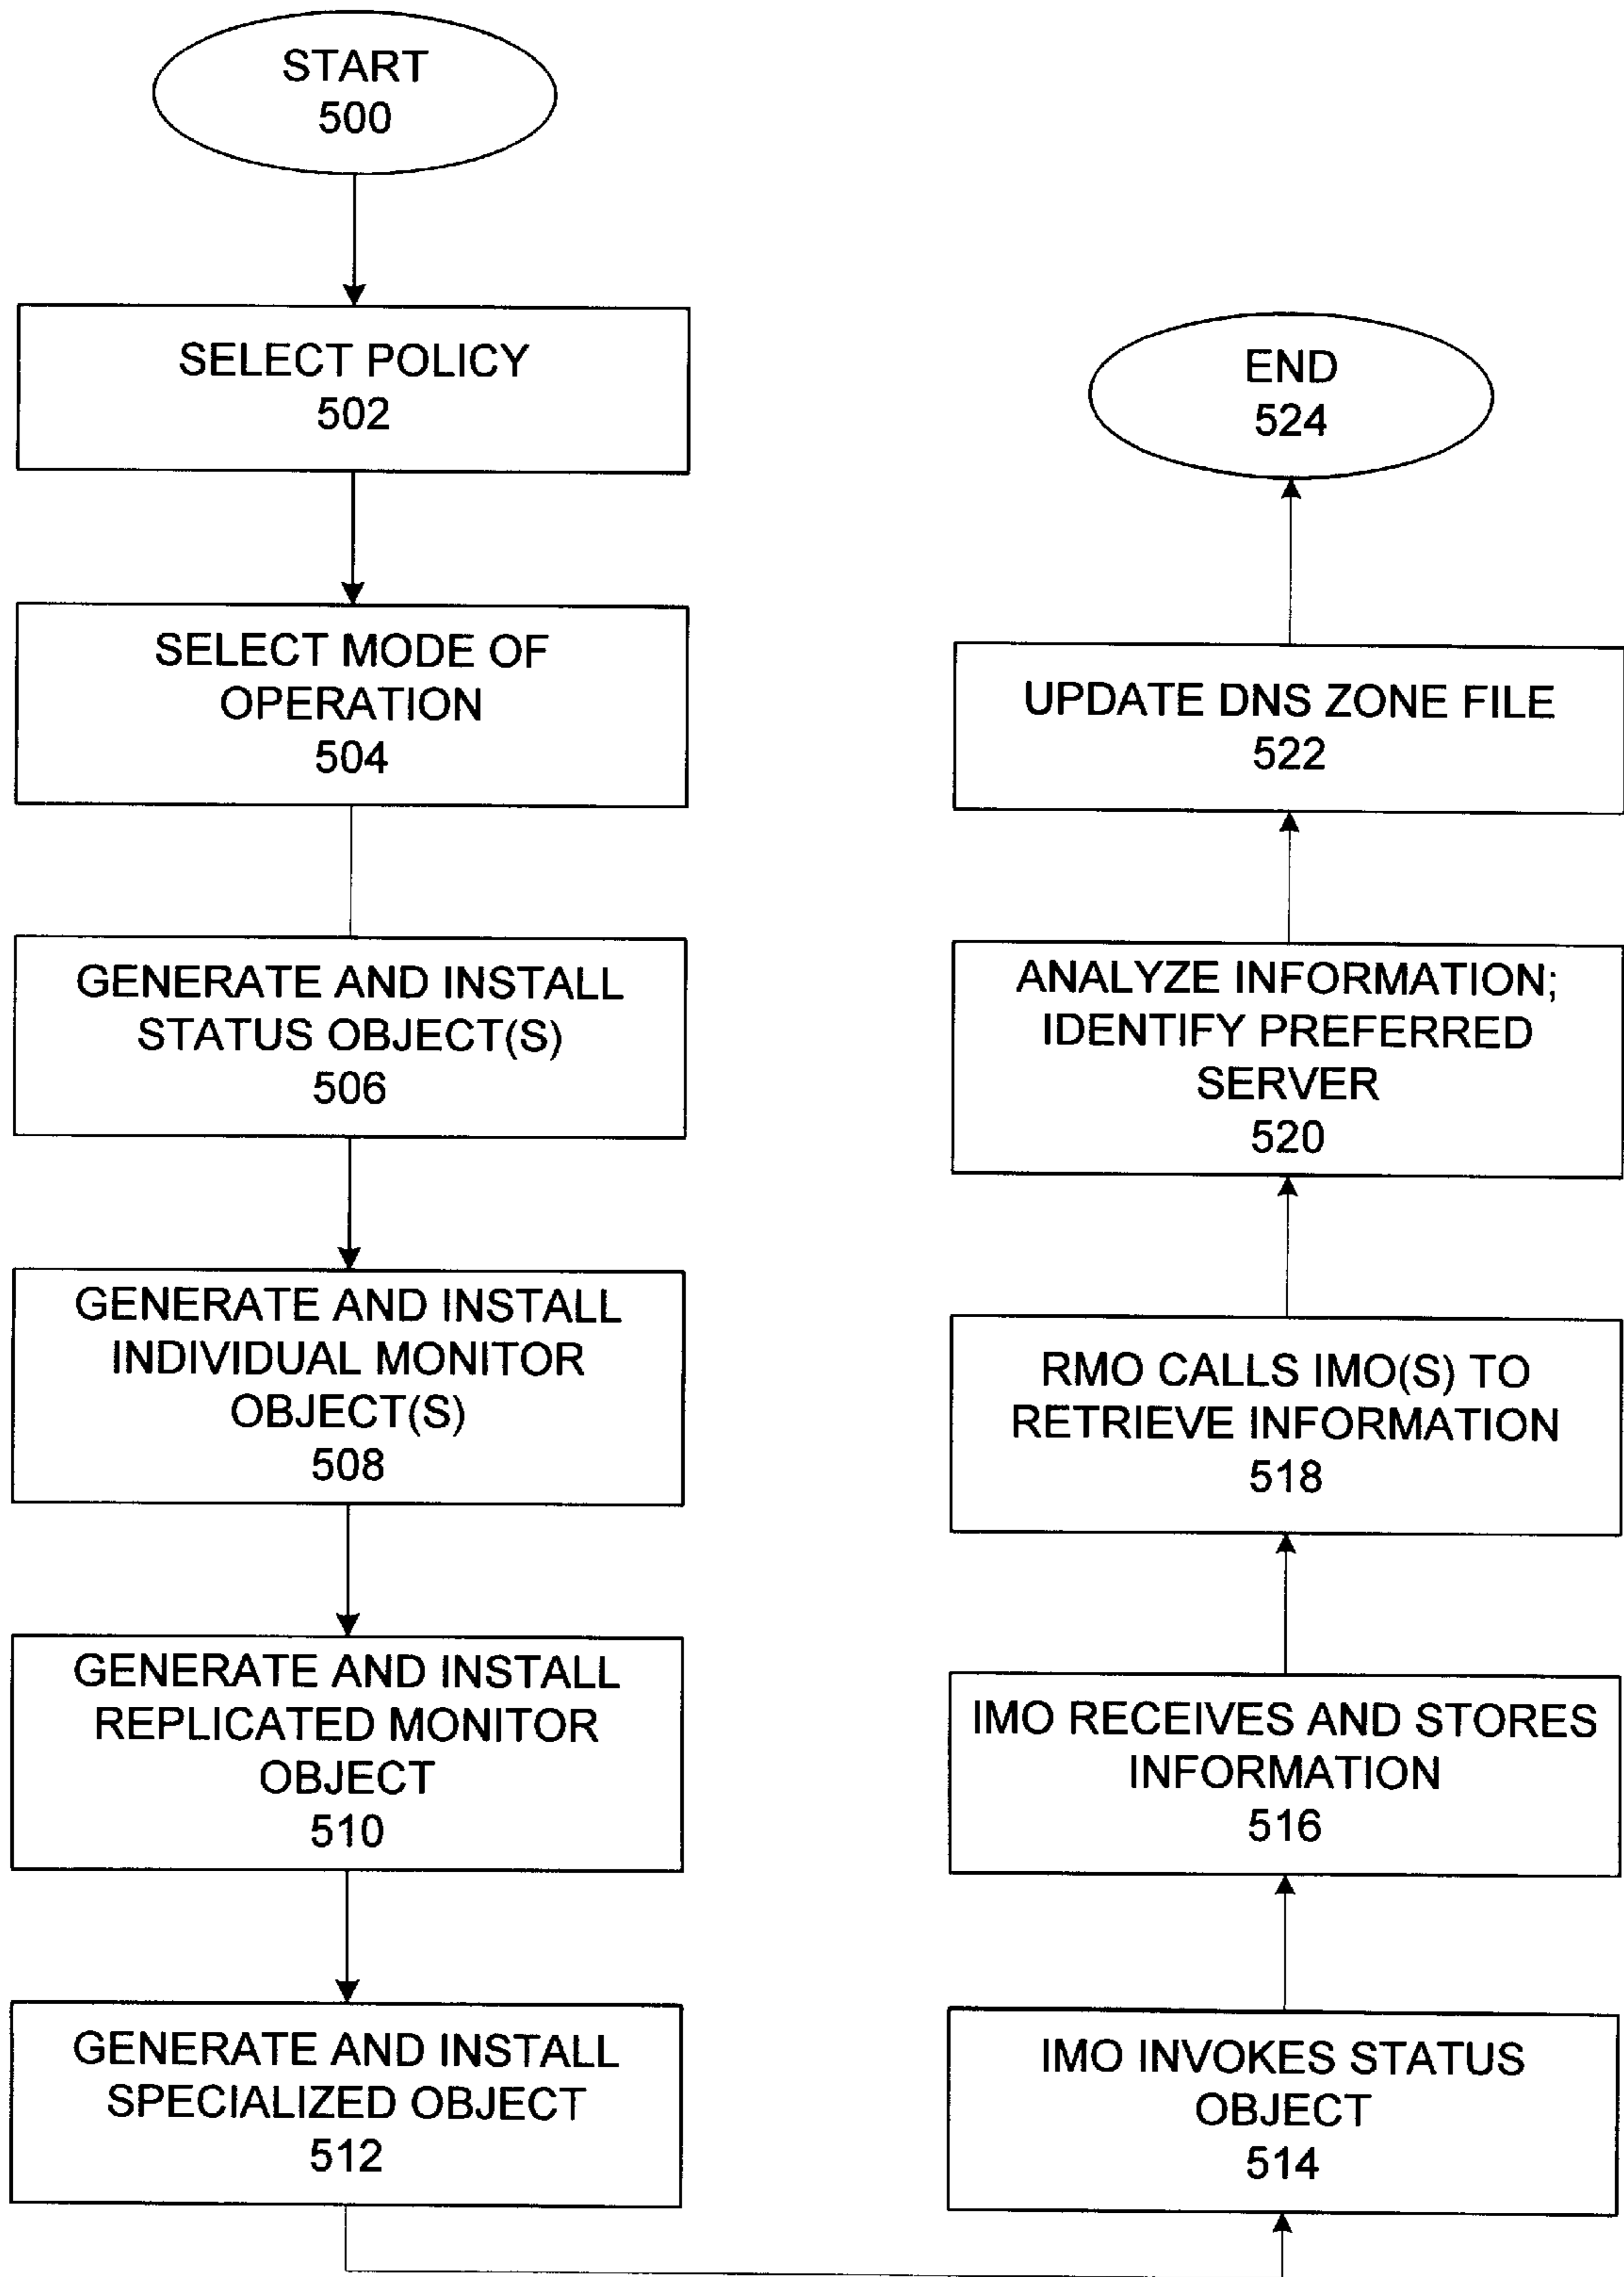 START
500
SELECT POLICY
502
SELECT MODE OF
OPERATION
504
GENERATE AND INSTALL
STATUS OBJECT(S)
506
GENERATE AND INSTALL
INDIVIDUAL MONITOR
OBJECT(S)
508
GENERATE AND INSTALL
REPLICATED MONITOR
OBJECT
510
GENERATE AND INSTALL
SPECIALIZED OBJECT
512
IMO INVOKES STATUS
OBJECT
514
IMO RECEIVES AND STORES
INFORMATION
516
RMO CALLS IMO(S) TO
RETRIEVE INFORMATION
518
ANALYZE INFORMATION;
IDENTIFY PREFERRED
SERVER
520
UPDATE DNS ZONE FILE
522
END
524